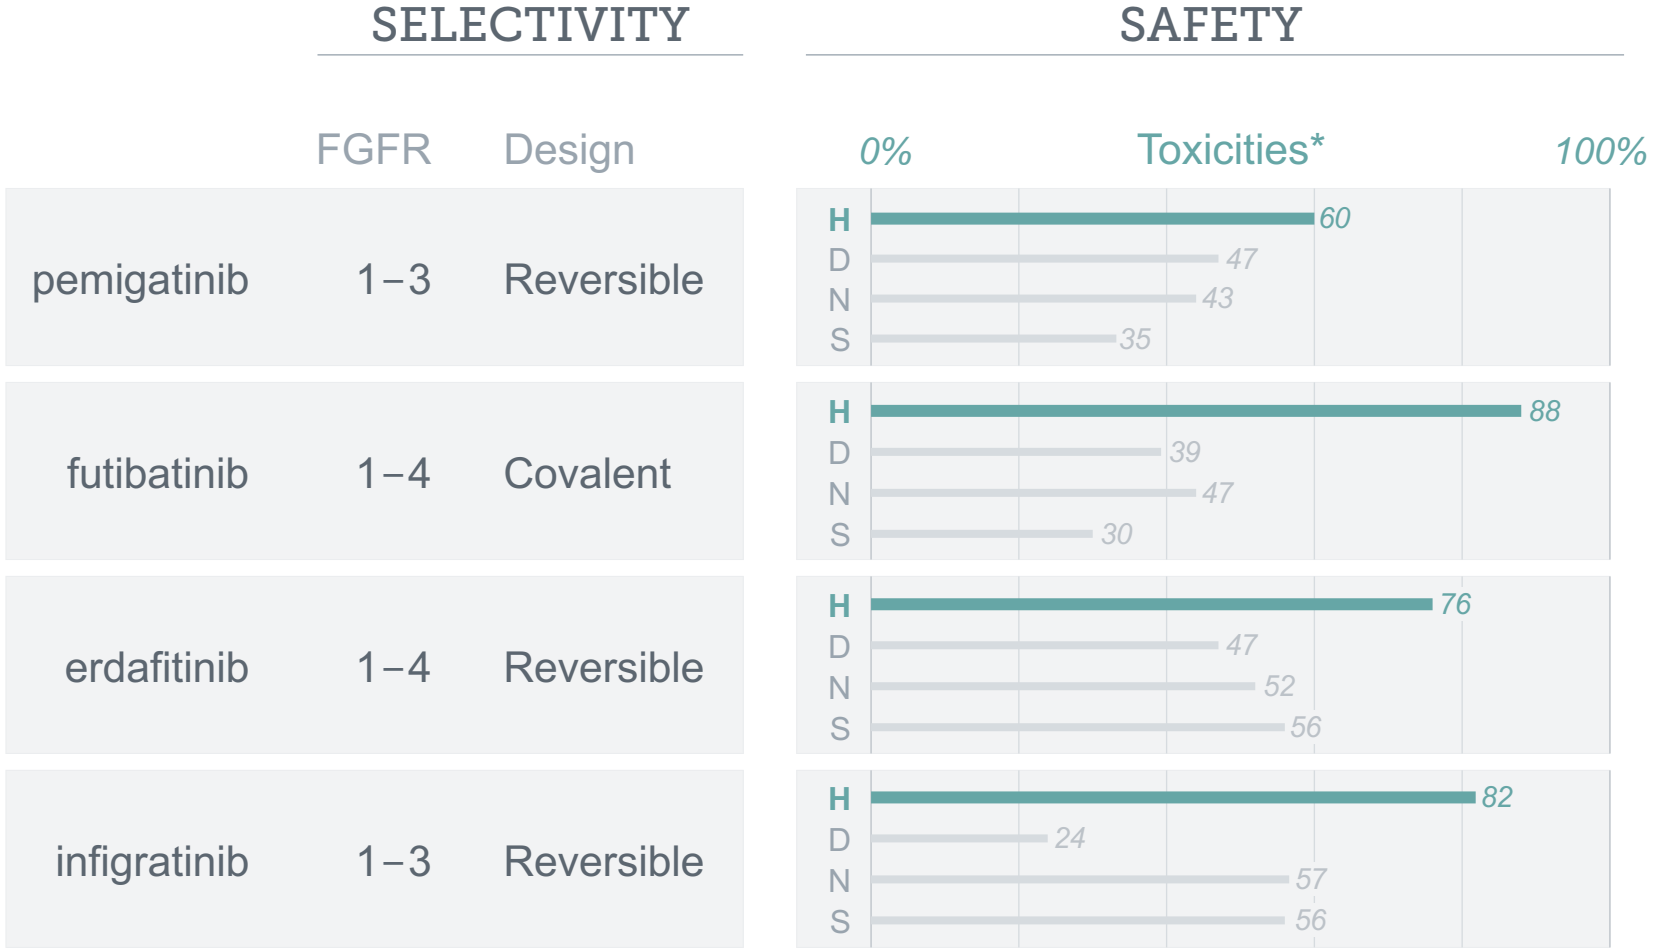 SELECTIVITY SAFETY
FGFR Design 0% Toxicities* 100%
pemigatinib 1–3 Reversible
H 60
D 47
N 43
S 35
futibatinib 1–4 Covalent
H 88
D 39
N 47
S 30
erdafitinib 1–4 Reversible
H 76
D 47
N 52
S 56
infigratinib 1–3 Reversible
H 82
D 24
N 57
S 56